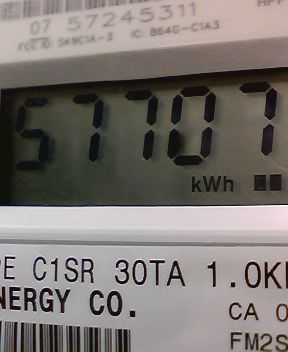 07 57245311
FCC ID: SK9C1A-3 IC: 864G-C1A3
57707
kWh
PE C1SR 30TA 1.0K
NERGY CO.
CA 0
FM2S